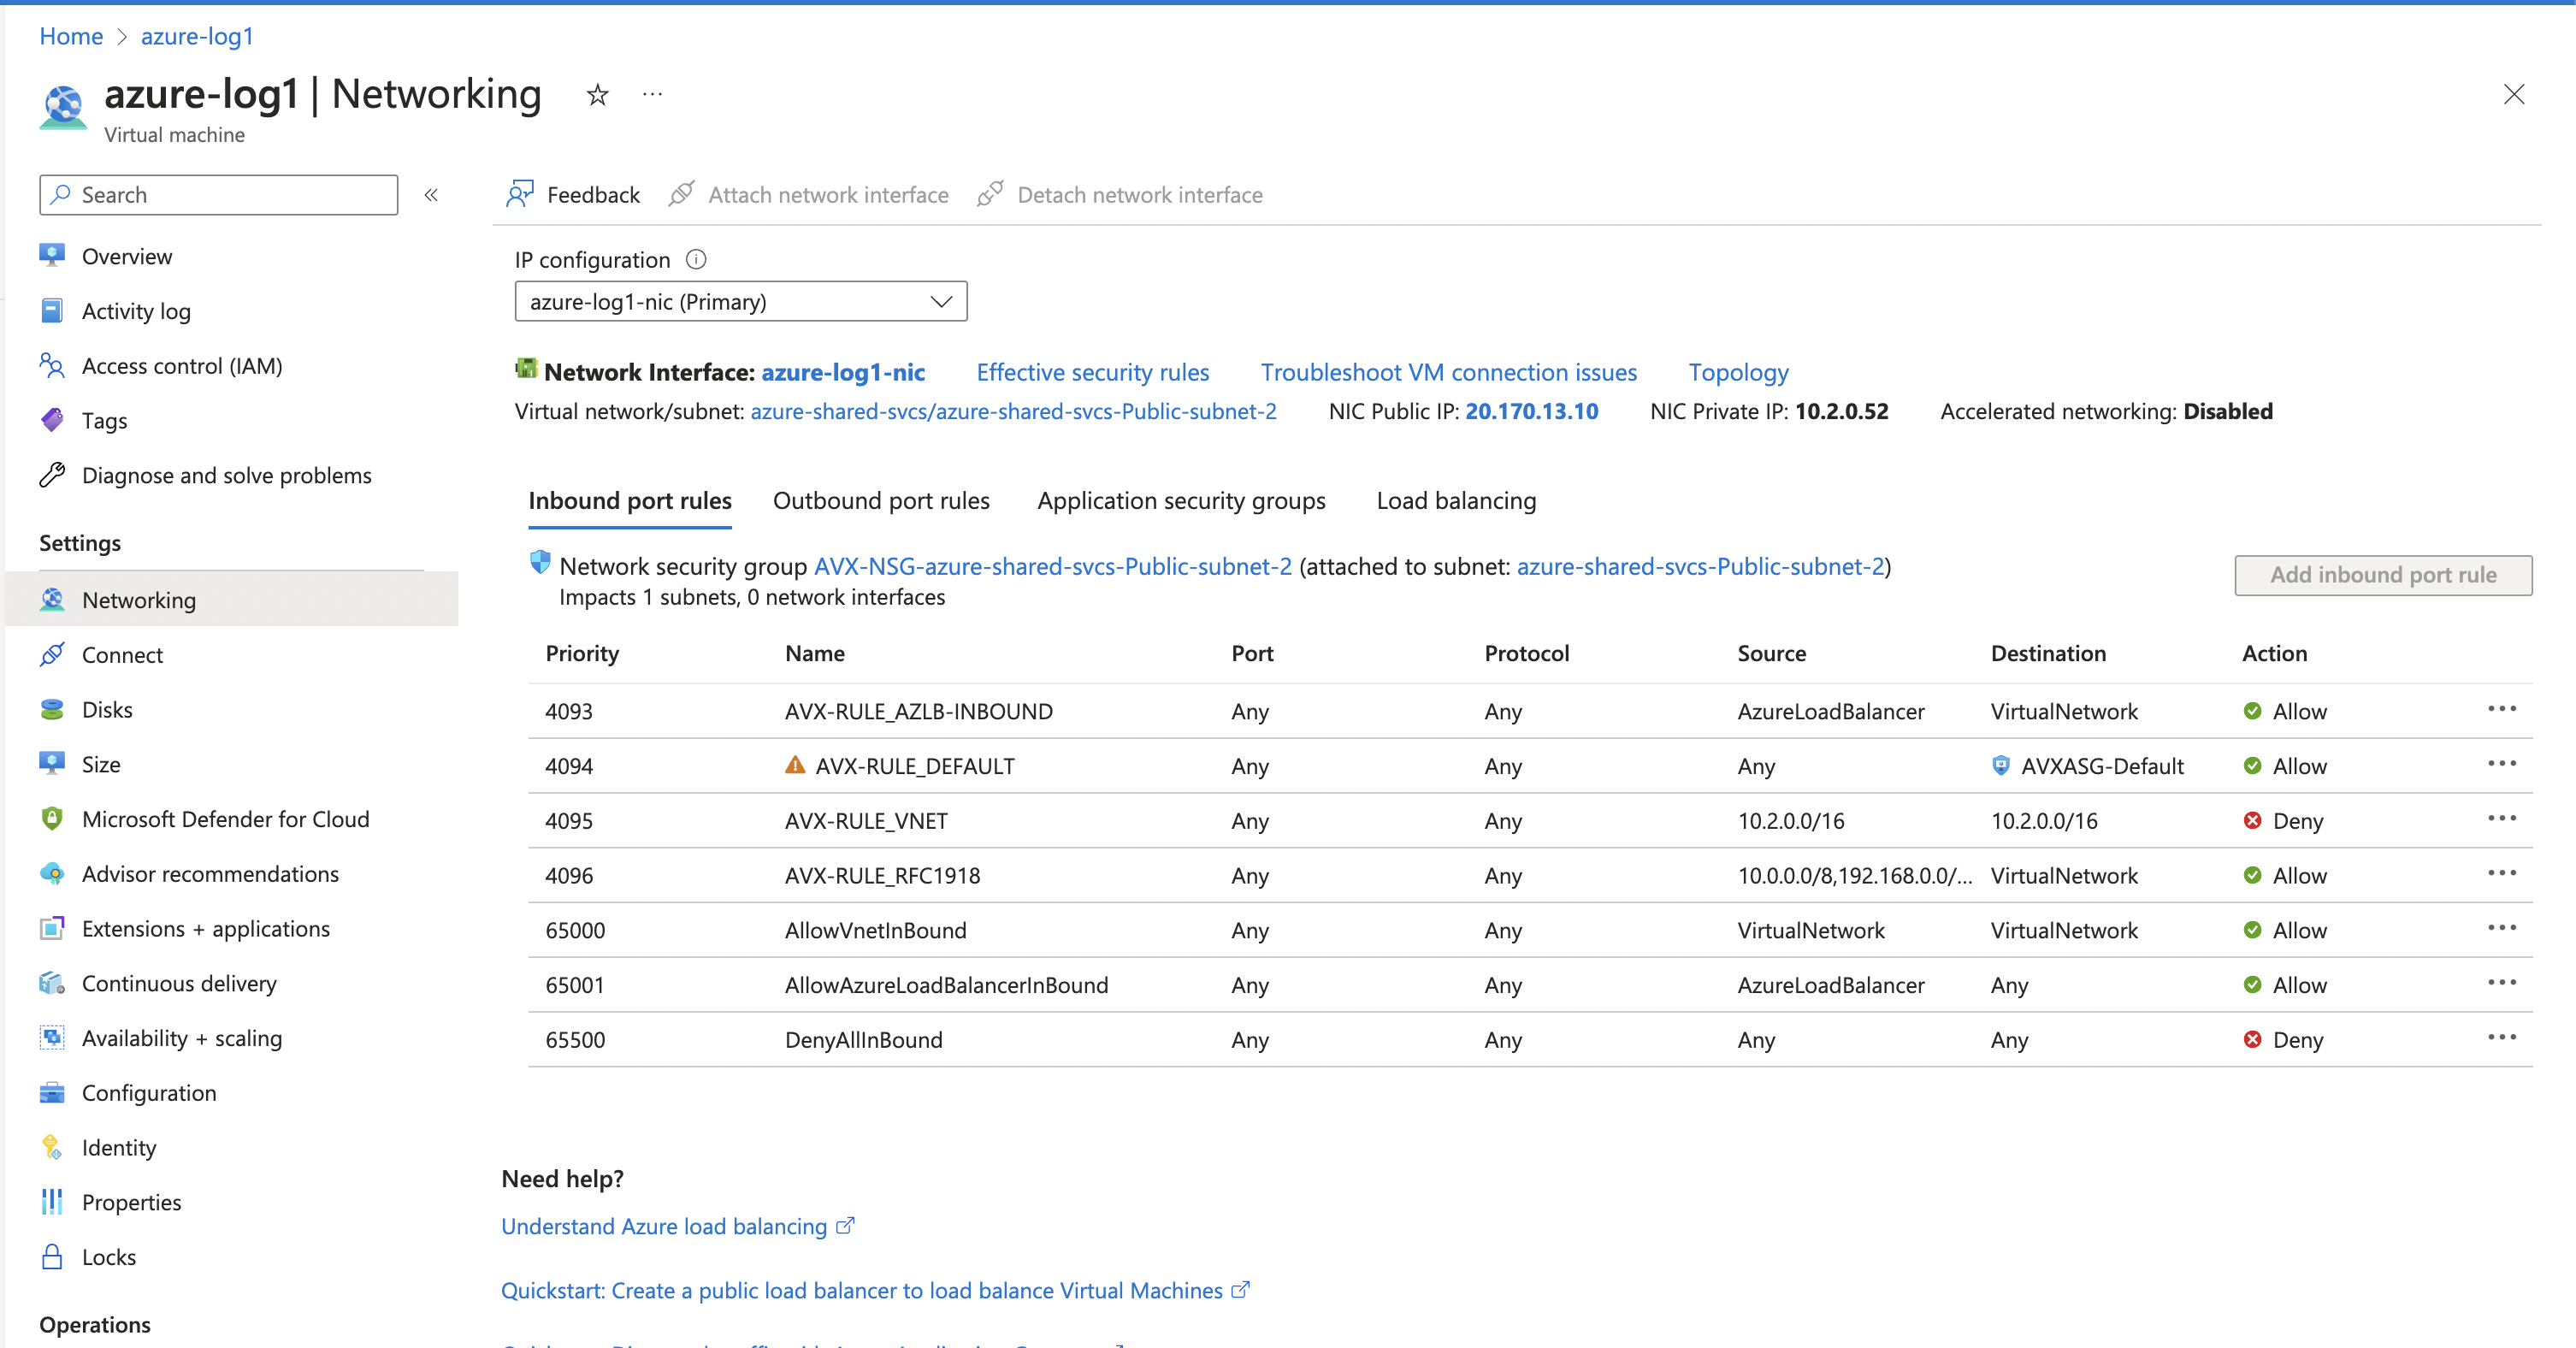 Home > azure-log1
azure-log1 | Networking
Virtual machine
Search
Overview
Activity log
Access control (IAM)
Tags
Diagnose and solve problems
Settings
Networking
Connect
Disks
Size
Microsoft Defender for Cloud
Advisor recommendations
Extensions + applications
Continuous delivery
Availability + scaling
Configuration
Identity
Properties
Locks
Operations
Feedback Attach network interface Detach network interface
IP configuration
azure-log1-nic (Primary)
Network Interface: azure-log1-nic Effective security rules Troubleshoot VM connection issues Topology
Virtual network/subnet: azure-shared-svcs/azure-shared-svcs-Public-subnet-2 NIC Public IP: 20.170.13.10 NIC Private IP: 10.2.0.52 Accelerated networking: Disabled
Inbound port rules Outbound port rules Application security groups Load balancing
Network security group AVX-NSG-azure-shared-svcs-Public-subnet-2 (attached to subnet: azure-shared-svcs-Public-subnet-2)
Impacts 1 subnets, 0 network interfaces
Add inbound port rule
Priority Name Port Protocol Source Destination Action
4093 AVX-RULE_AZLB-INBOUND Any Any AzureLoadBalancer VirtualNetwork Allow
4094 AVX-RULE_DEFAULT Any Any Any AVXASG-Default Allow
4095 AVX-RULE_VNET Any Any 10.2.0.0/16 10.2.0.0/16 Deny
4096 AVX-RULE_RFC1918 Any Any 10.0.0.0/8,192.168.0.0/... VirtualNetwork Allow
65000 AllowVnetInBound Any Any VirtualNetwork VirtualNetwork Allow
65001 AllowAzureLoadBalancerInBound Any Any AzureLoadBalancer Any Allow
65500 DenyAllInBound Any Any Any Any Deny
Need help?
Understand Azure load balancing
Quickstart: Create a public load balancer to load balance Virtual Machines